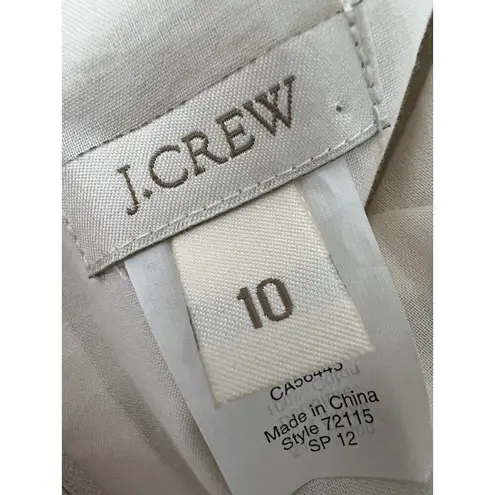 J.CREW
10
CA56443
Made in China
Style 72115
SP 12